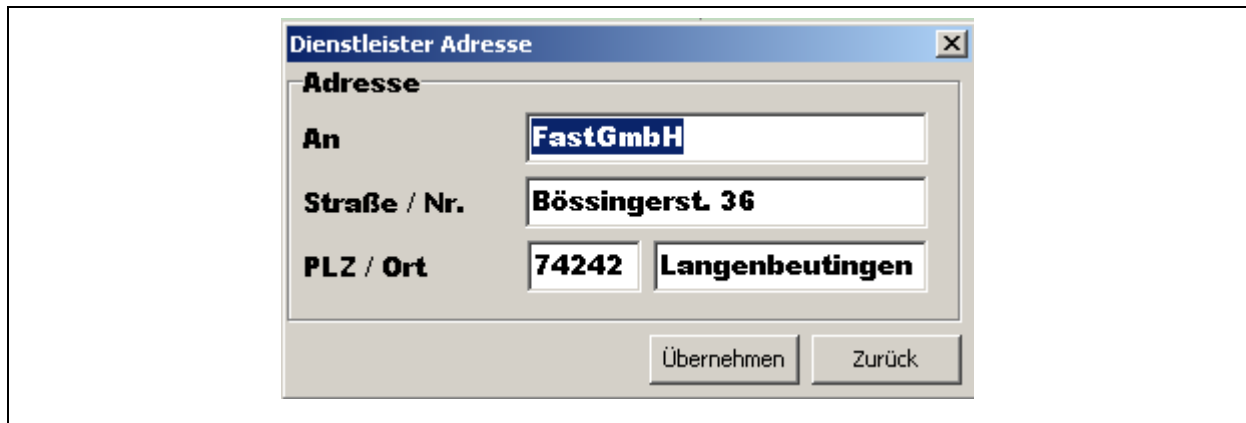 Dienstleister Adresse
Adresse
An FastGmbH
Straße / Nr. Bössingerst. 36
PLZ / Ort 74242 Langenbeutingen
Übernehmen Zurück